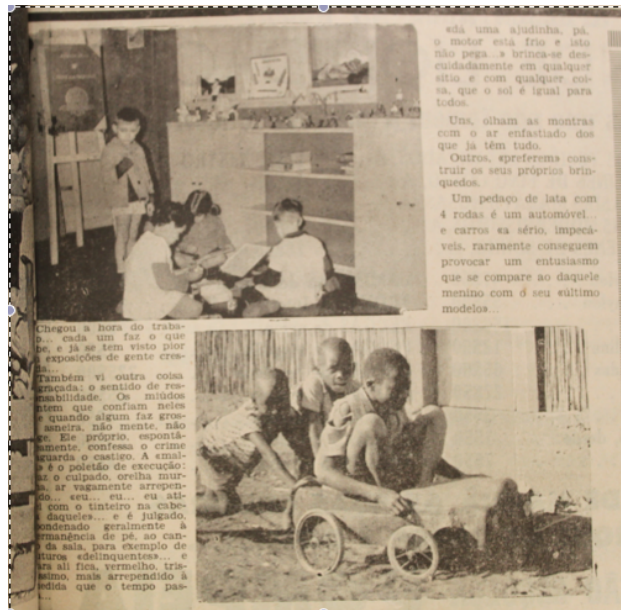 Chegou a hora do traba-
o... cada um faz o que
be, e já se tem visto pior
exposições de gente cres-
da...
Também vi outra coisa
graçada: o sentido de res-
nsabilidade. Os miúdos
ntem que confiam neles
e quando algum faz gros-
asneira, não mente, não
ge. Ele próprio, espontâ-
amente, confessa o crime
aguarda o castigo. A «mal-
» é o poletão de execução:
az o culpado, orelha mur-
a, ar vagamente arrepen-
do... «eu... eu... eu ati-
i com o tinteiro na cabe-
daquele»... e é julgado,
ondenado geralmente à
rmanência de pé, ao can-
da sala, para exemplo de
turos «delinquentes»... e
ara ali fica, vermelho, tris-
ssimo, mais arrependido à
edida que o tempo pas-
...
«dá uma ajudinha, pá,
o motor está frio e isto
não pega...» brinca-se des-
cuidadamente em qualquer
sítio e com qualquer coi-
sa, que o sol é igual para
todos.
Uns, olham as montras
com o ar enfastiado dos
que já têm tudo.
Outros, «preferem» cons-
truir os seus próprios brin-
quedos.
Um pedaço de lata com
4 rodas é um automóvel...
e carros «a sério, impecá-
veis, raramente conseguem
provocar um entusiasmo
que se compare ao daquele
menino com o seu «último
modelo»...